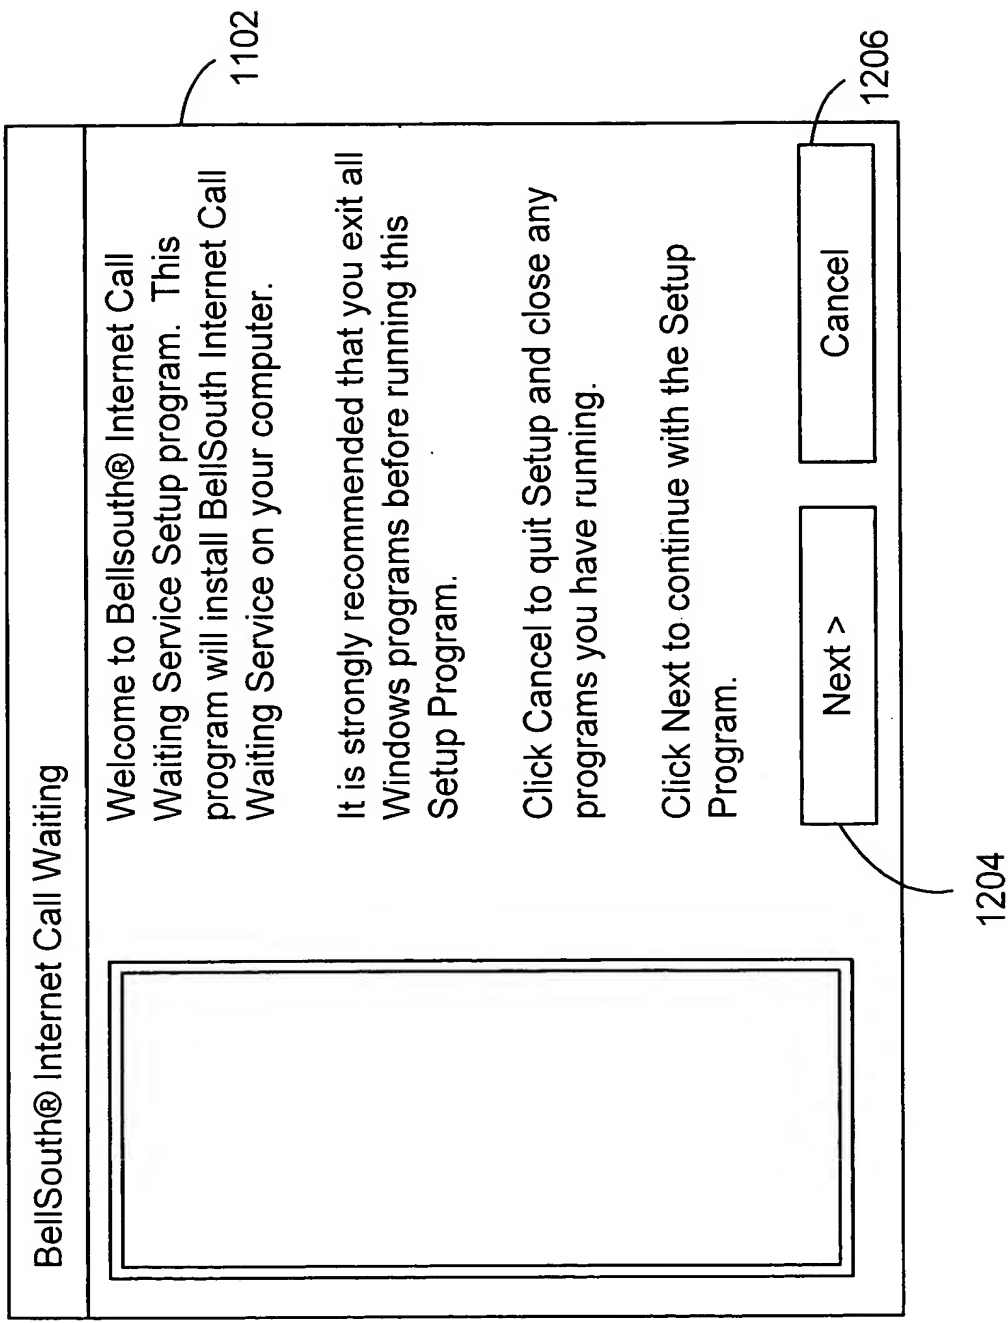 BellSouth® Internet Call Waiting
Welcome to Bellsouth® Internet Call
Waiting Service Setup program. This
program will install BellSouth Internet Call
Waiting Service on your computer.
It is strongly recommended that you exit all
Windows programs before running this
Setup Program.
Click Cancel to quit Setup and close any
programs you have running.
Click Next to continue with the Setup
Program.
Next >
Cancel
1102
1204
1206